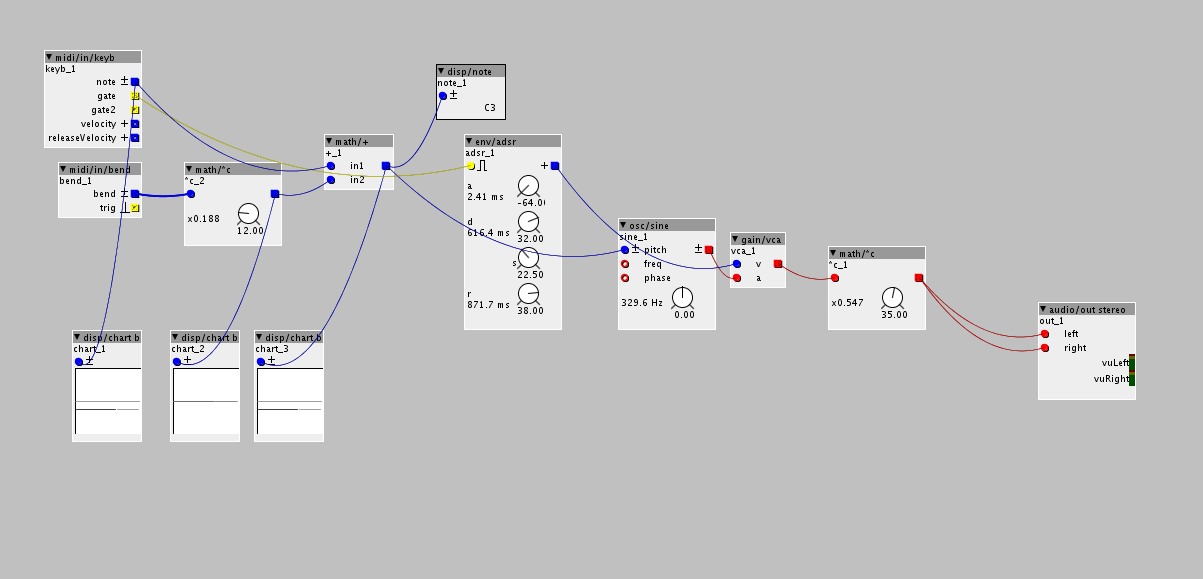 midi/in/keyb
keyb_1
note ±
gate
gate2
velocity +
releaseVelocity +
midi/in/bend
bend_1
bend ±
trig
math/*c
*c_2
x0.188
12.00
math/+
+_1
in1
in2
disp/note
note_1
±
C3
env/adsr
adsr_1
+
a
2.41 ms
-64.0
d
616.4 ms
32.00
s
22.50
r
871.7 ms
38.00
osc/sine
sine_1
± pitch ±
freq
phase
329.6 Hz
0.00
gain/vca
vca_1
v
a
math/*c
*c_1
x0.547
35.00
audio/out stereo
out_1
left
right
vuLeft
vuRight
disp/chart b
chart_1
±
disp/chart b
chart_2
±
disp/chart b
chart_3
±